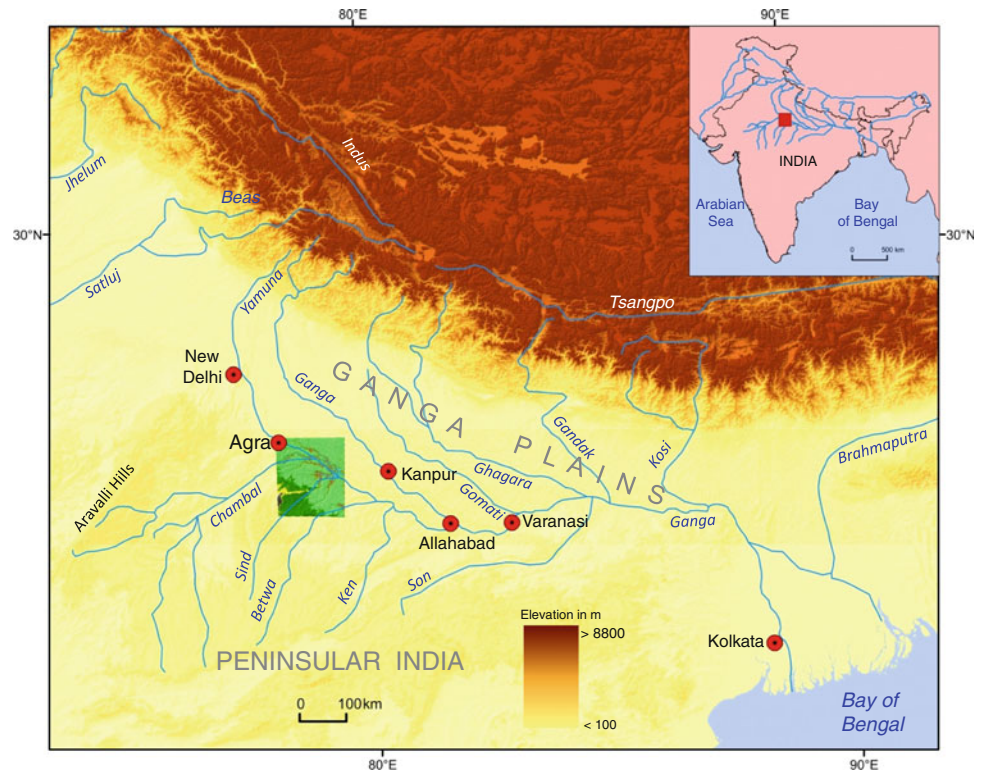 80°E
90°E
INDIA
Arabian
Sea
Bay
of Bengal
0 500 km
Indus
Jhelum
Beas
30°N
30°N
Satluj
Yamuna
Tsangpo
New
Delhi
GANGA PLAINS
Ganga
Gandak
Kosi
Brahmaputra
Agra
Kanpur
Ghagara
Gomati
Aravalli Hills
Chambal
Varanasi
Ganga
Allahabad
Sind
Betwa
Ken
Son
Elevation in m
> 8800
< 100
Kolkata
PENINSULAR INDIA
0 100km
Bay of
Bengal
80°E
90°E